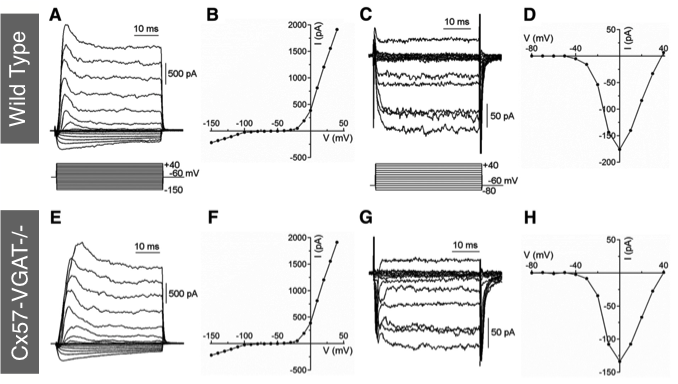 Wild Type
A
10 ms
500 pA
+40
-60 mV
-150
B
2000
I (pA)
1500
1000
500
-150
-100
-50
50
V (mV)
-500
C
10 ms
50 pA
+40
-60 mV
-80
D
50
I (pA)
V (mV)
-80
-40
40
-50
-100
-150
-200
Cx57-VGAT-/-
E
10 ms
500 pA
F
2000
I (pA)
1500
1000
500
-150
-100
-50
50
V (mV)
-500
G
10 ms
50 pA
H
50
I (pA)
V (mV)
-80
-40
40
-50
-100
-150